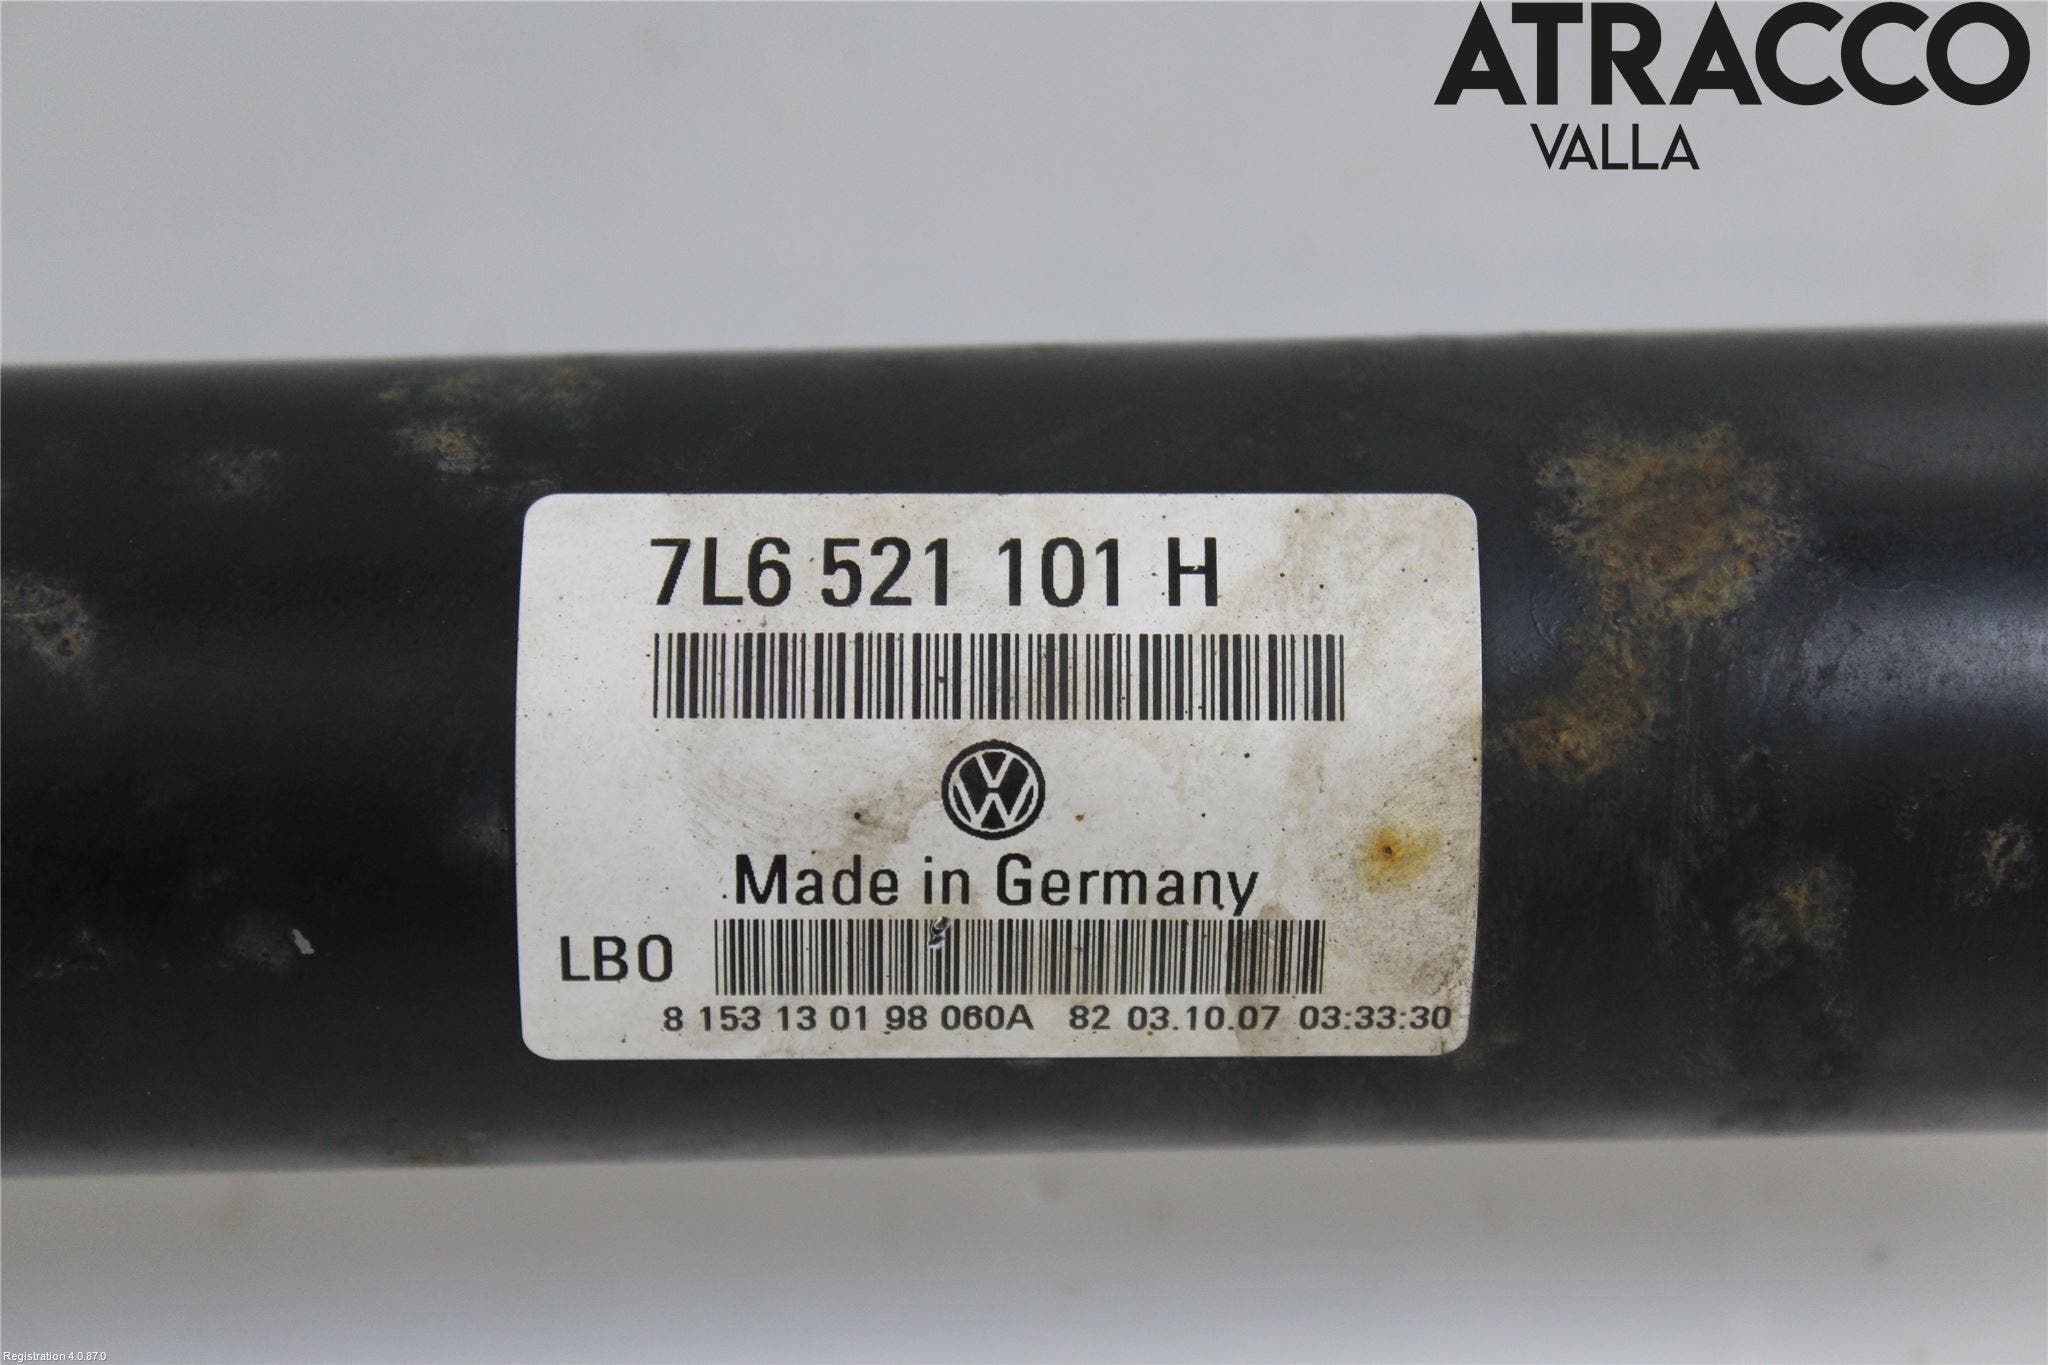 ATRACCO
VALLA
7L6 521 101 H
Made in Germany
LB0
8 153 13 01 98 060A 82 03.10.07 03:33:30
Registration 4.0.87.0